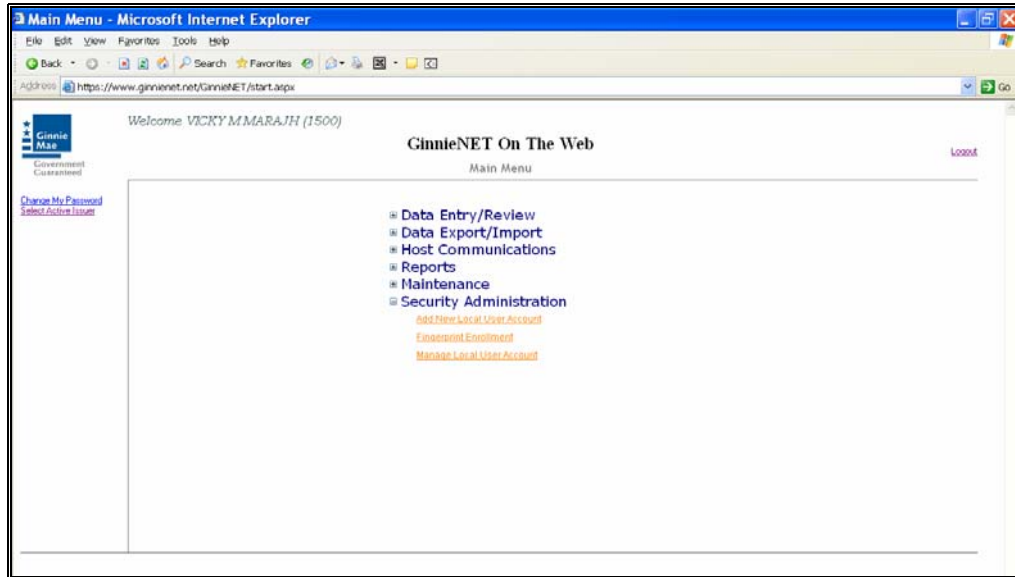 Main Menu - Microsoft Internet Explorer
File Edit View Favorites Tools Help
Back Search Favorites
Address https://www.ginnienet.net/GinnieNET/start.aspx Go
Welcome VICKY M MARAJH (1500)
Ginnie
Mae
Government
Guaranteed
GinnieNET On The Web
Logout
Main Menu
Change My Password
Select Active Issuer
Data Entry/Review
Data Export/Import
Host Communications
Reports
Maintenance
Security Administration
Add New Local User Account
Fingerprint Enrollment
Manage Local User Account